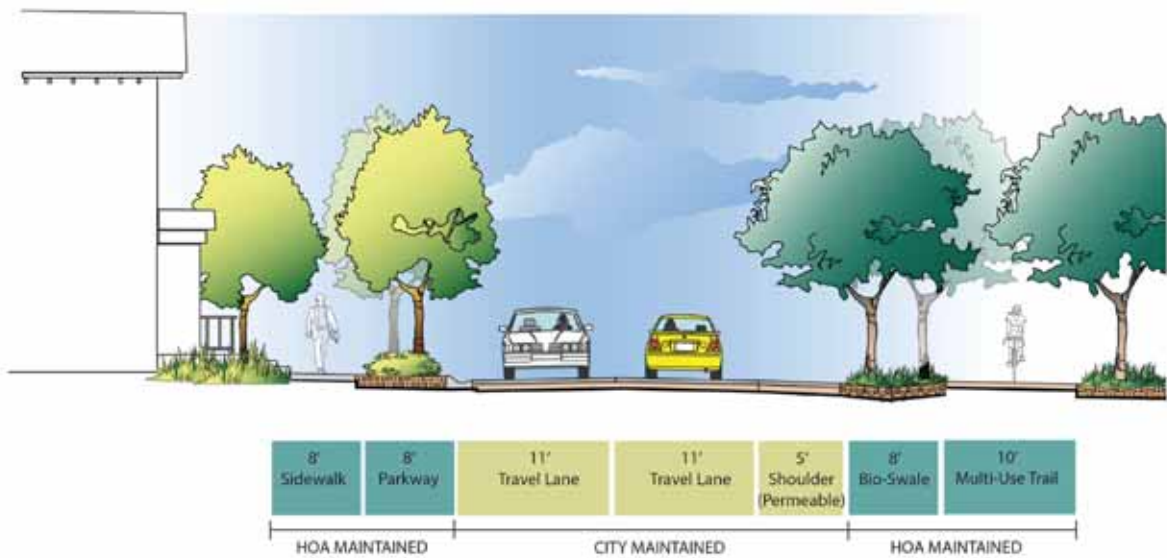 8'
Sidewalk
8'
Parkway
11'
Travel Lane
11'
Travel Lane
5'
Shoulder
(Permeable)
8'
Bio-Swale
10'
Multi-Use Trail
HOA MAINTAINED
CITY MAINTAINED
HOA MAINTAINED